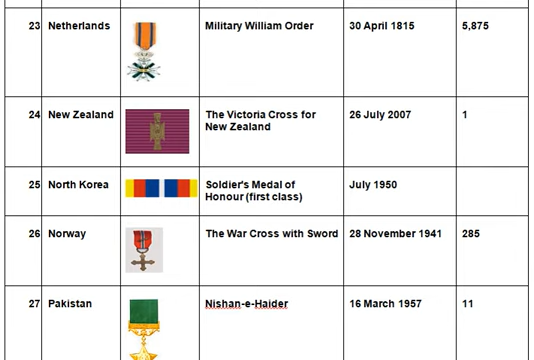 23 Netherlands Military William Order 30 April 1815 5,875
24 New Zealand The Victoria Cross for 26 July 2007 1
New Zealand
25 North Korea Soldier's Medal of July 1950
Honour (first class)
26 Norway The War Cross with Sword 28 November 1941 285
27 Pakistan Nishan-e-Haider 16 March 1957 11